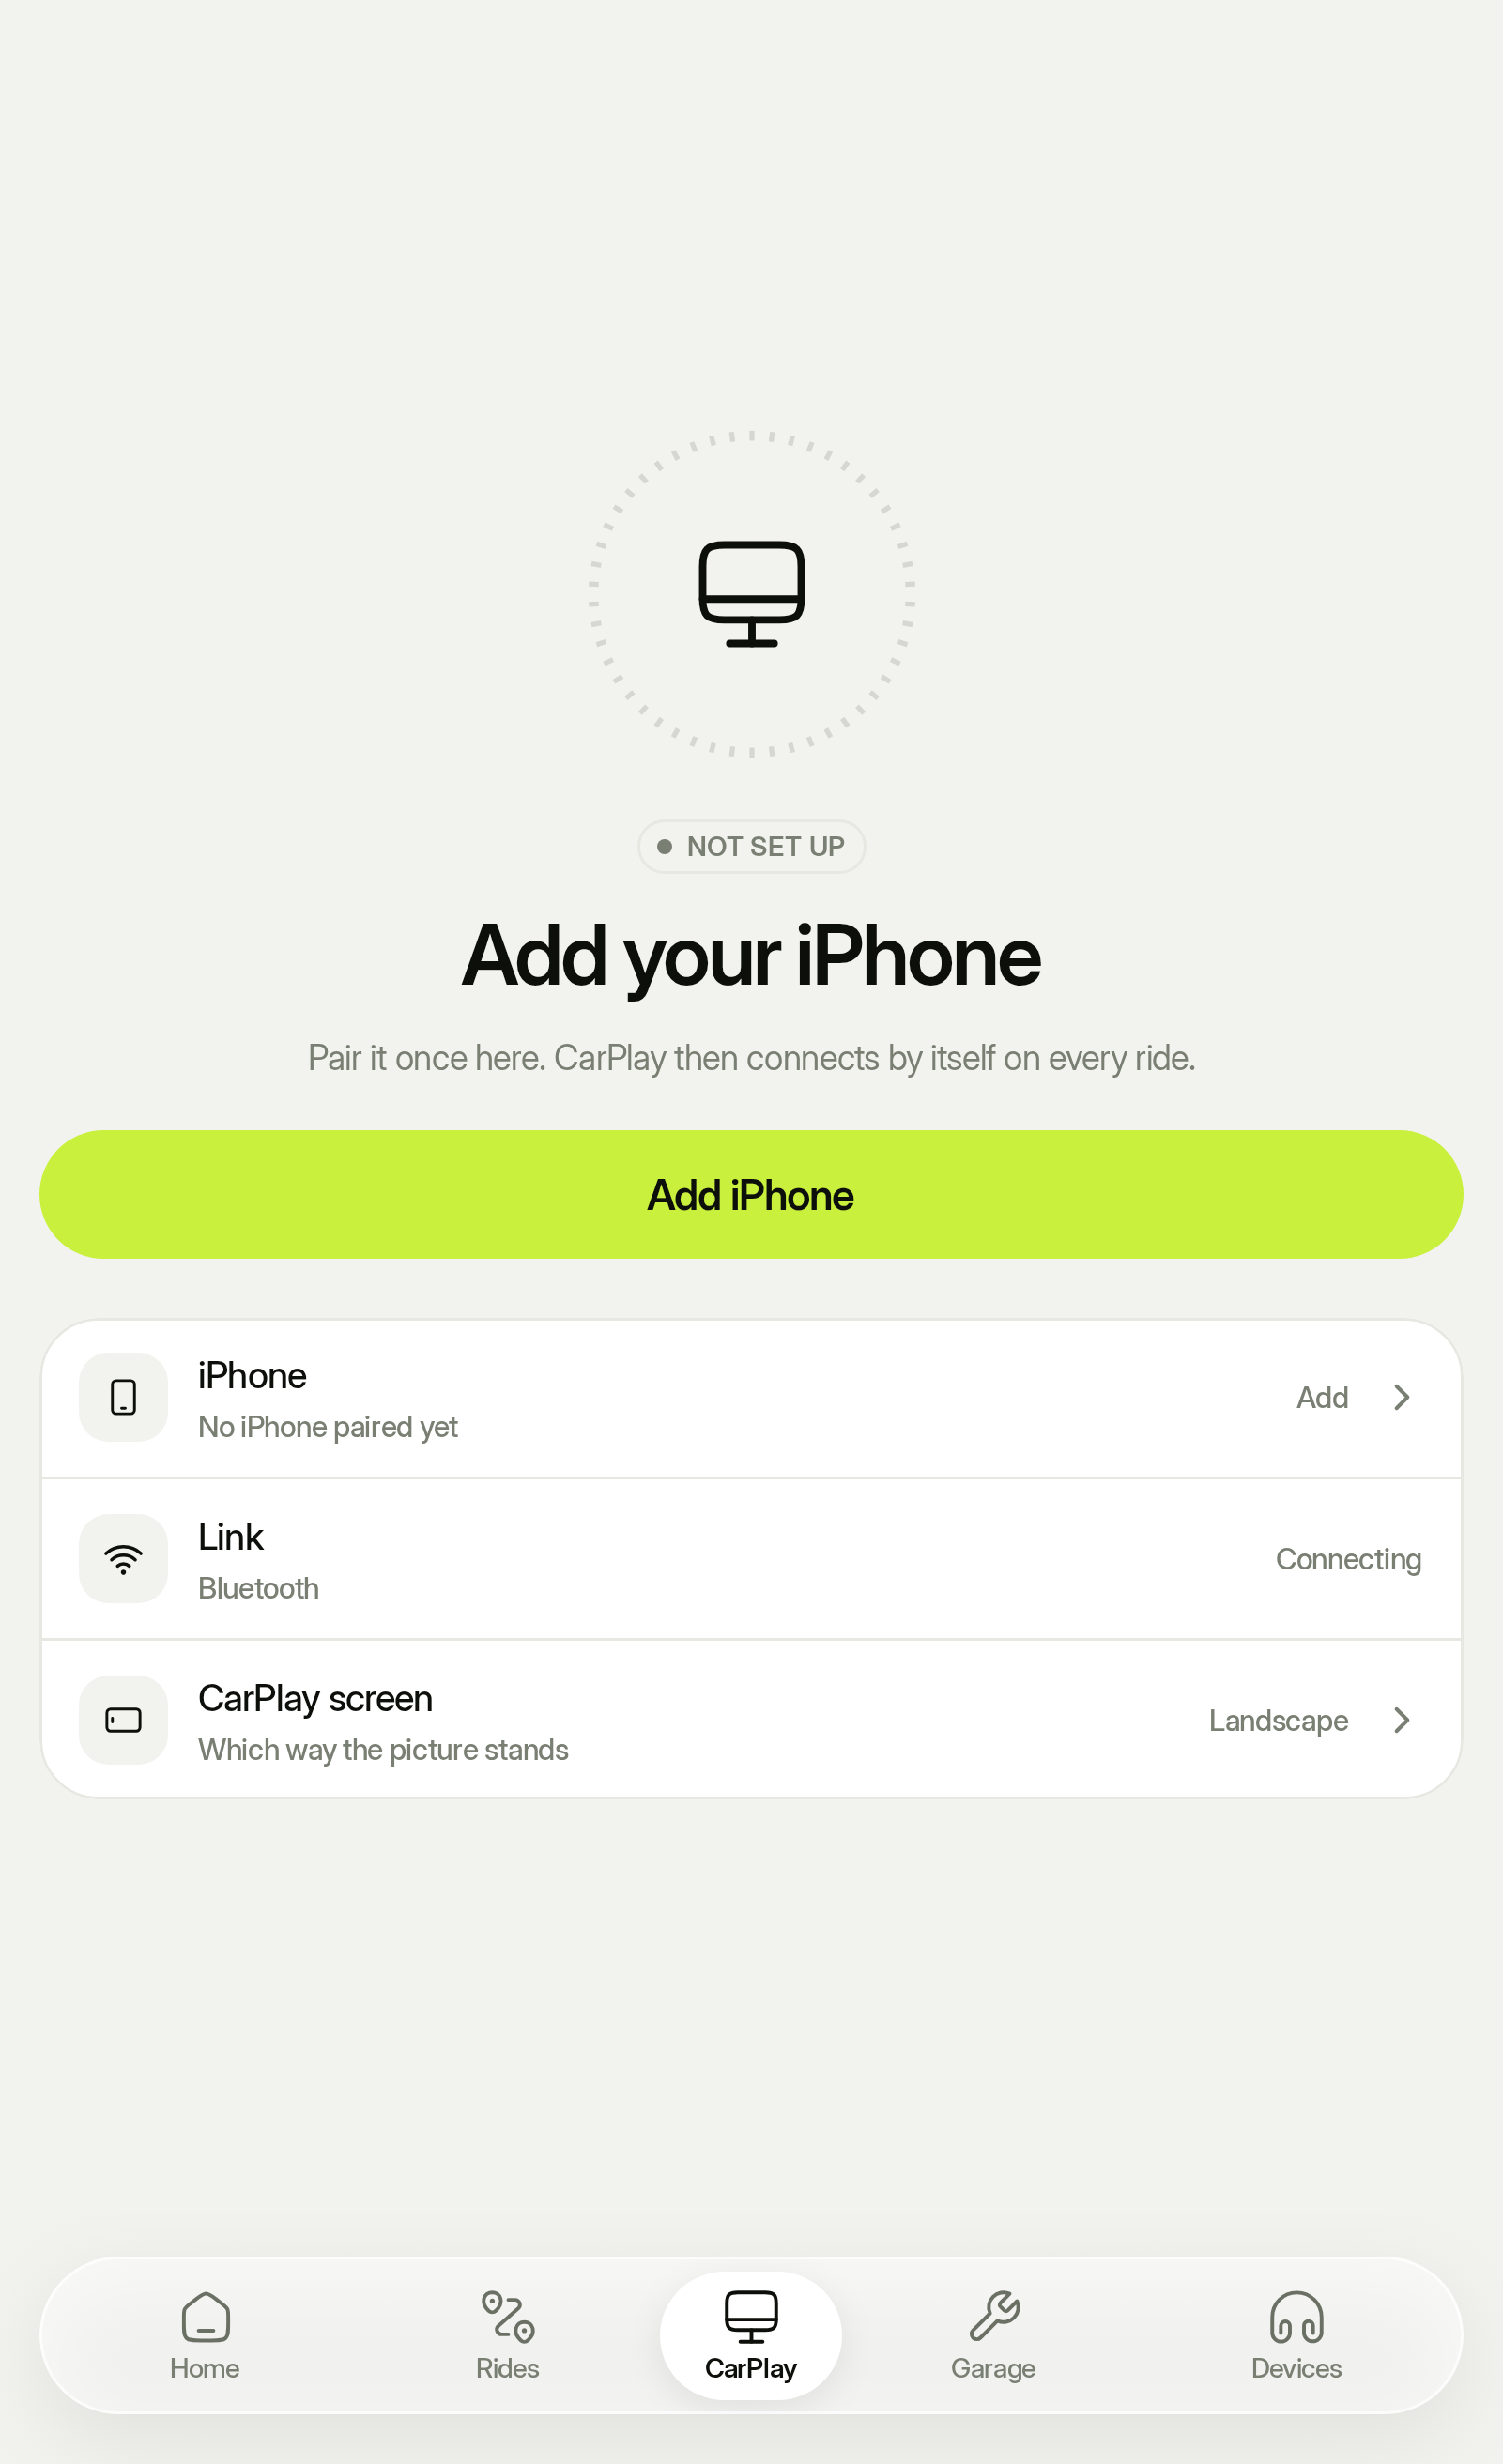 NOT SET UP
Add your iPhone
Pair it once here. CarPlay then connects by itself on every ride.
Add iPhone
iPhone
No iPhone paired yet
Add
Link
Bluetooth
Connecting
CarPlay screen
Which way the picture stands
Landscape
Home
Rides
CarPlay
Garage
Devices